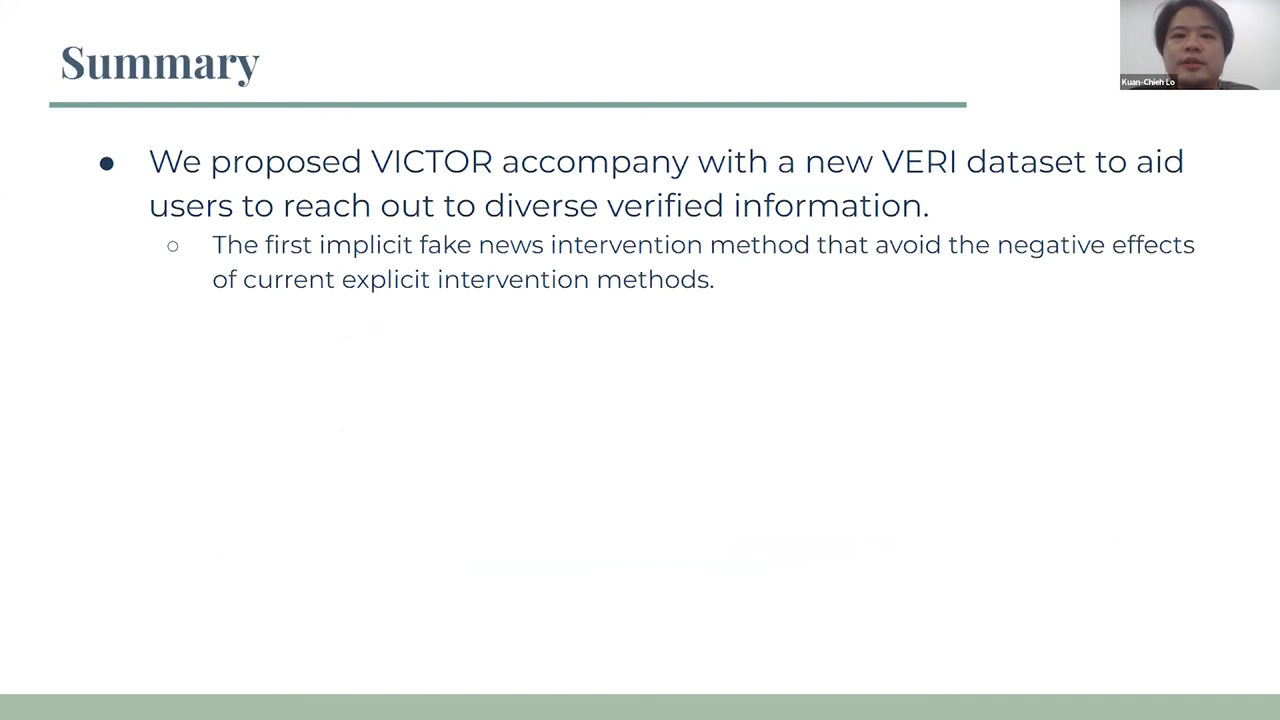 Summary
Kuan-Chieh Lo
● We proposed VICTOR accompany with a new VERI dataset to aid
users to reach out to diverse verified information.
○ The first implicit fake news intervention method that avoid the negative effects
of current explicit intervention methods.